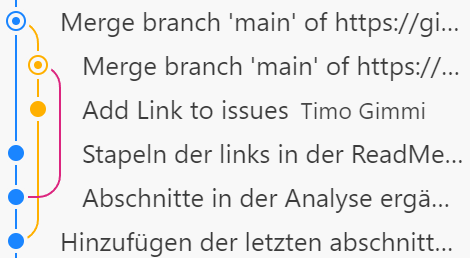 Merge branch 'main' of https://gi...
Merge branch 'main' of https://...
Add Link to issues Timo Gimmi
Stapeln der links in der ReadMe...
Abschnitte in der Analyse ergä...
Hinzufügen der letzten abschnitt...